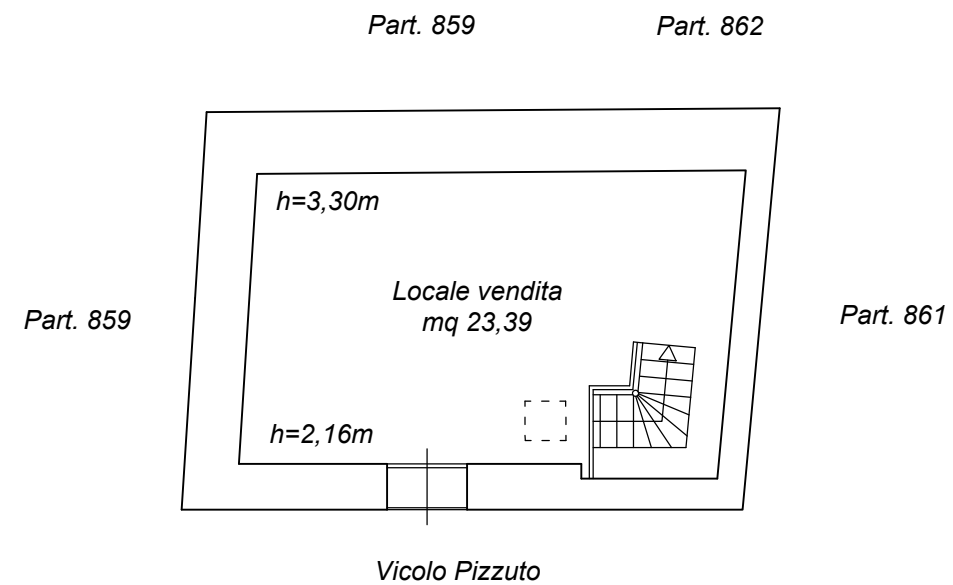 Part. 859
Part. 862
h=3,30m
Locale vendita
mq 23,39
Part. 859
Part. 861
h=2,16m
Vicolo Pizzuto